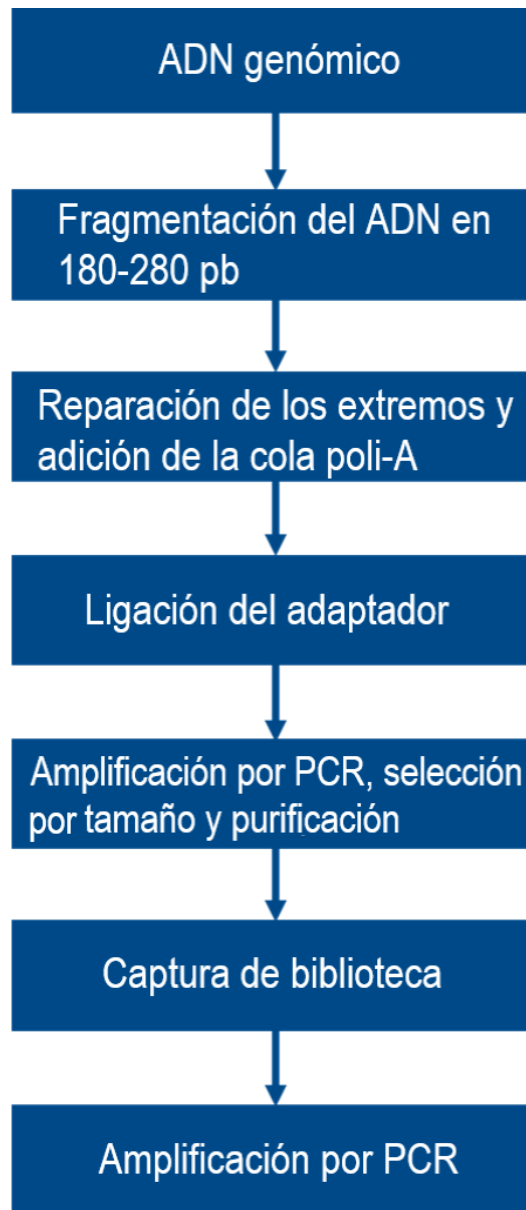 ADN genómico
Fragmentación del ADN en
180-280 pb
Reparación de los extremos y
adición de la cola poli-A
Ligación del adaptador
Amplificación por PCR, selección
por tamaño y purificación
Captura de biblioteca
Amplificación por PCR